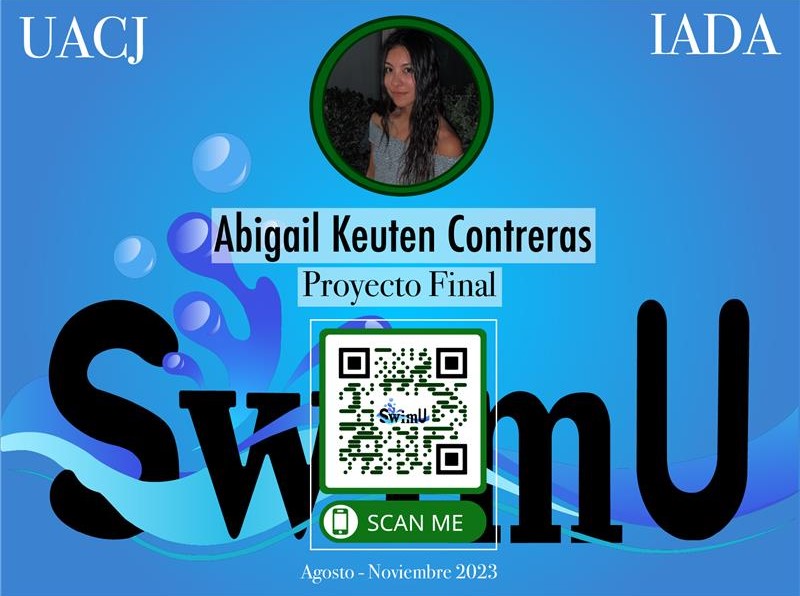 UACJ
IADA
Abigail Keuten Contreras
Proyecto Final
SwimU
SwimU
SCAN ME
Agosto - Noviembre 2023